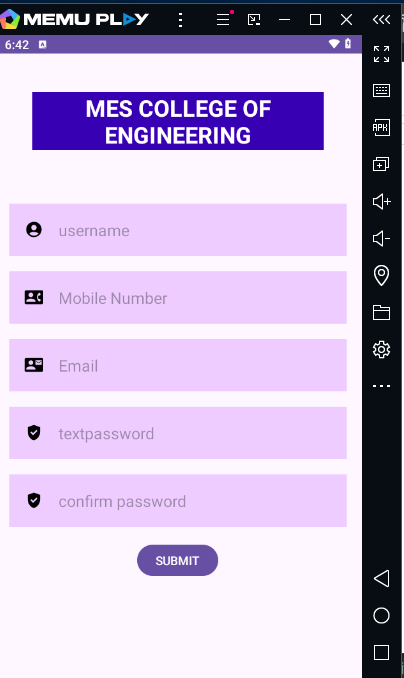 MEMU PLAY
6:42
MES COLLEGE OF
ENGINEERING
username
Mobile Number
Email
textpassword
confirm password
SUBMIT
APK